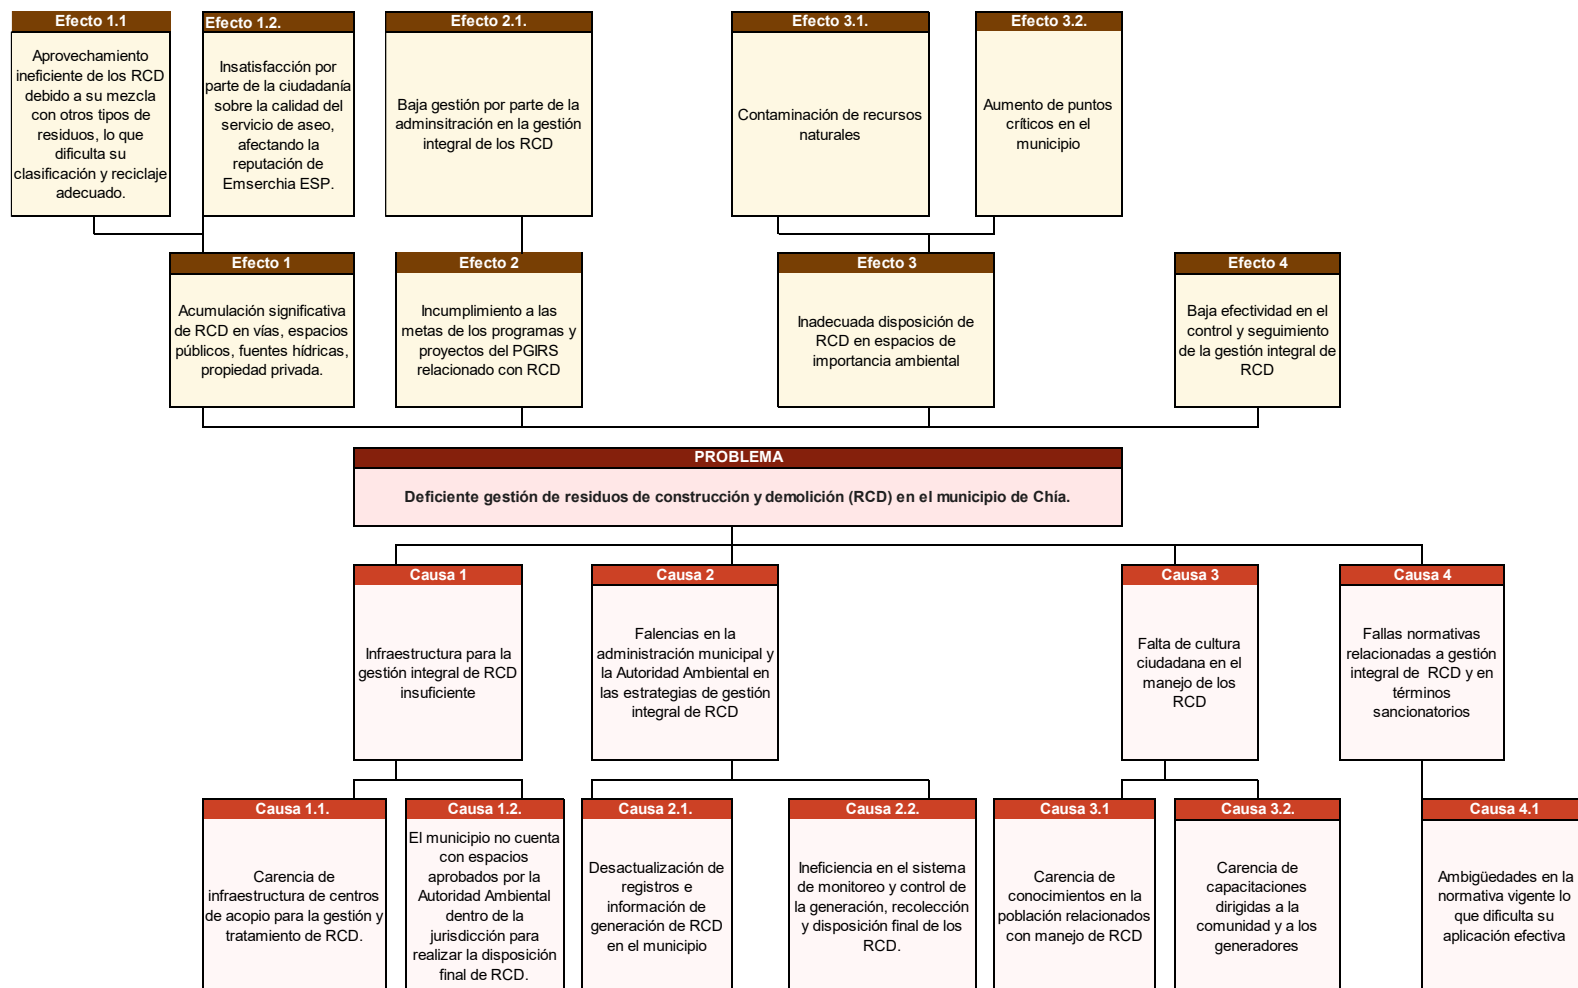 Efecto 1.1
Aprovechamiento
ineficiente de los RCD
debido a su mezcla
con otros tipos de
residuos, lo que
dificulta su
clasificación y reciclaje
adecuado.
Efecto 1.2.
Insatisfacción por
parte de la ciudadanía
sobre la calidad del
servicio de aseo,
afectando la
reputación de
Emserchia ESP.
Efecto 2.1.
Baja gestión por parte de la
adminsitración en la gestión
integral de los RCD
Efecto 3.1.
Contaminación de recursos
naturales
Efecto 3.2.
Aumento de puntos
críticos en el
municipio
Efecto 1
Acumulación significativa
de RCD en vías, espacios
públicos, fuentes hídricas,
propiedad privada.
Efecto 2
Incumplimiento a las
metas de los programas y
proyectos del PGIRS
relacionado con RCD
Efecto 3
Inadecuada disposición de
RCD en espacios de
importancia ambiental
Efecto 4
Baja efectividad en el
control y seguimiento
de la gestión integral de
RCD
PROBLEMA
Deficiente gestión de residuos de construcción y demolición (RCD) en el municipio de Chía.
Causa 1
Infraestructura para la
gestión integral de RCD
insuficiente
Causa 2
Falencias en la
administración municipal y
la Autoridad Ambiental en
las estrategias de gestión
integral de RCD
Causa 3
Falta de cultura
ciudadana en el
manejo de los
RCD
Causa 4
Fallas normativas
relacionadas a gestión
integral de  RCD y en
términos
sancionatorios
Causa 1.1.
Carencia de
infraestructura de centros
de acopio para la gestión y
tratamiento de RCD.
Causa 1.2.
El municipio no cuenta
con espacios
aprobados por la
Autoridad Ambiental
dentro de la
jurisdicción para
realizar la disposición
final de RCD.
Causa 2.1.
Desactualización de
registros e
información de
generación de RCD
en el municipio
Causa 2.2.
Ineficiencia en el sistema
de monitoreo y control de
la generación, recolección
y disposición final de los
RCD.
Causa 3.1
Carencia de
conocimientos en la
población relacionados
con manejo de RCD
Causa 3.2.
Carencia de
capacitaciones
dirigidas a la
comunidad y a los
generadores
Causa 4.1
Ambigüedades en la
normativa vigente lo
que dificulta su
aplicación efectiva